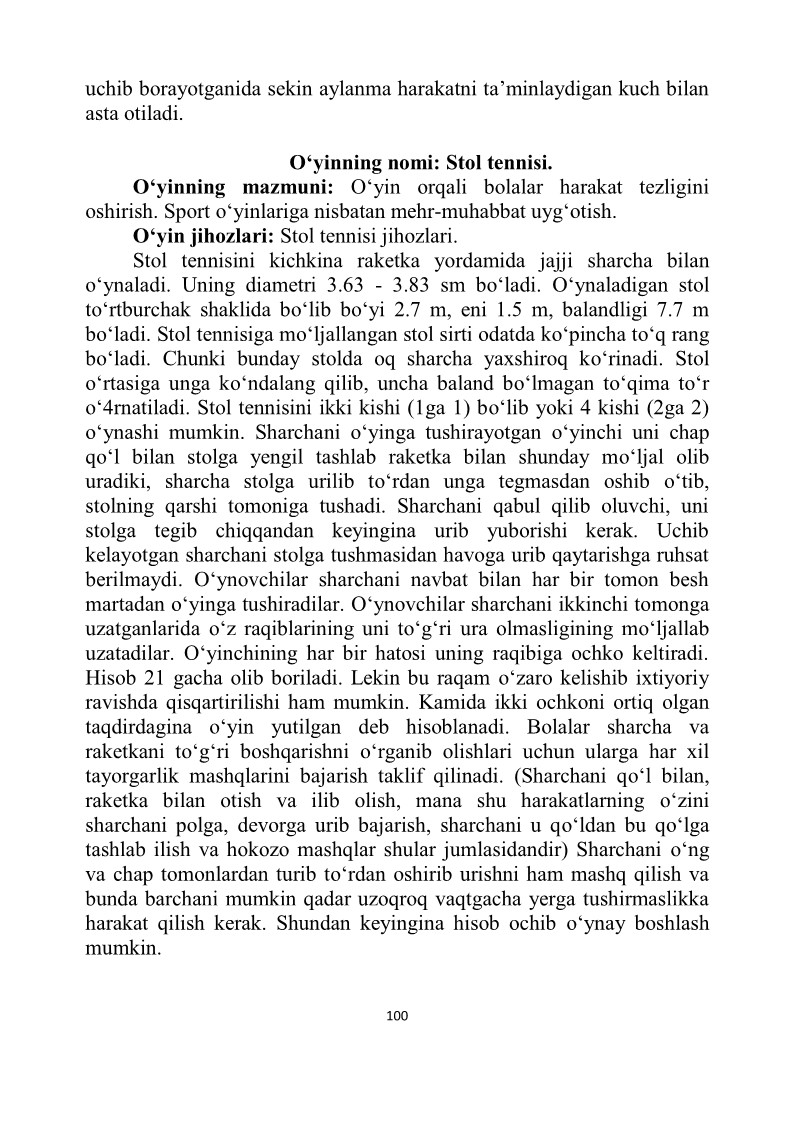 uchib borayotganida sekin aylanma harakatni ta’minlaydigan kuch bilan
asta otiladi.
O‘yinning nomi: Stol tennisi.
O‘yinning mazmuni: O‘yin orqali bolalar harakat tezligini
oshirish. Sport o‘yinlariga nisbatan mehr-muhabbat uyg‘otish.
O‘yin jihozlari: Stol tennisi jihozlari.
Stol tennisini kichkina raketka yordamida jajji sharcha bilan
o‘ynaladi. Uning diametri 3.63 - 3.83 sm bo‘ladi. O‘ynaladigan stol
to‘rtburchak shaklida bo‘lib bo‘yi 2.7 m, eni 1.5 m, balandligi 7.7 m
bo‘ladi. Stol tennisiga mo‘ljallangan stol sirti odatda ko‘pincha to‘q rang
bo‘ladi. Chunki bunday stolda oq sharcha yaxshiroq ko‘rinadi. Stol
o‘rtasiga unga ko‘ndalang qilib, uncha baland bo‘lmagan to‘qima to‘r
o‘4rnatiladi. Stol tennisini ikki kishi (1ga 1) bo‘lib yoki 4 kishi (2ga 2)
o‘ynashi mumkin. Sharchani o‘yinga tushirayotgan o‘yinchi uni chap
qo‘l bilan stolga yengil tashlab raketka bilan shunday mo‘ljal olib
uradiki, sharcha stolga urilib to‘rdan unga tegmasdan oshib o‘tib,
stolning qarshi tomoniga tushadi. Sharchani qabul qilib oluvchi, uni
stolga tegib chiqqandan keyingina urib yuborishi kerak. Uchib
kelayotgan sharchani stolga tushmasidan havoga urib qaytarishga ruhsat
berilmaydi. O‘ynovchilar sharchani navbat bilan har bir tomon besh
martadan o‘yinga tushiradilar. O‘ynovchilar sharchani ikkinchi tomonga
uzatganlarida o‘z raqiblarining uni to‘g‘ri ura olmasligining mo‘ljallab
uzatadilar. O‘yinchining har bir hatosi uning raqibiga ochko keltiradi.
Hisob 21 gacha olib boriladi. Lekin bu raqam o‘zaro kelishib ixtiyoriy
ravishda qisqartirilishi ham mumkin. Kamida ikki ochkoni ortiq olgan
taqdirdagina o‘yin yutilgan deb hisoblanadi. Bolalar sharcha va
raketkani to‘g‘ri boshqarishni o‘rganib olishlari uchun ularga har xil
tayorgarlik mashqlarini bajarish taklif qilinadi. (Sharchani qo‘l bilan,
raketka bilan otish va ilib olish, mana shu harakatlarning o‘zini
sharchani polga, devorga urib bajarish, sharchani u qo‘ldan bu qo‘lga
tashlab ilish va hokozo mashqlar shular jumlasidandir) Sharchani o‘ng
va chap tomonlardan turib to‘rdan oshirib urishni ham mashq qilish va
bunda barchani mumkin qadar uzoqroq vaqtgacha yerga tushirmaslikka
harakat qilish kerak. Shundan keyingina hisob ochib o‘ynay boshlash
mumkin.
100